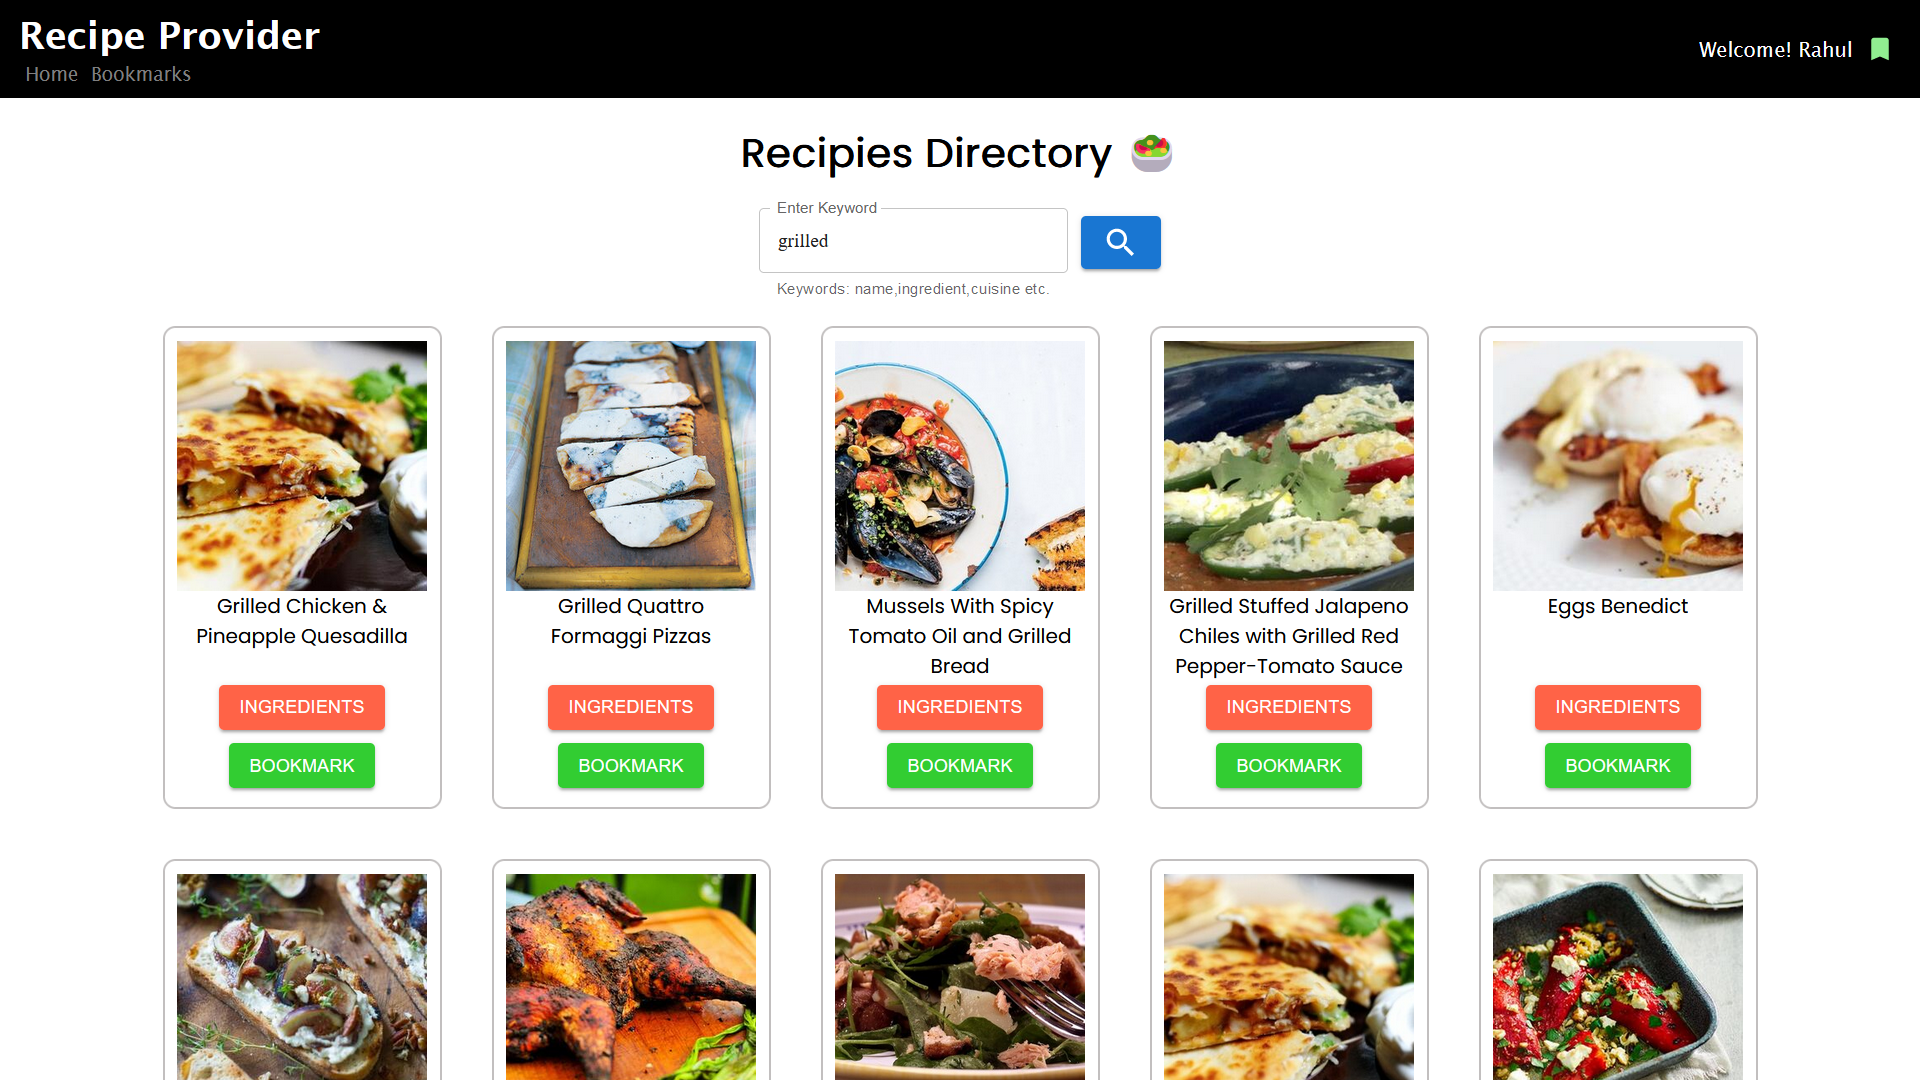 Recipe Provider
Home Bookmarks
Welcome! Rahul
Recipies Directory
Enter Keyword
grilled
Keywords: name,ingredient,cuisine etc.
Grilled Chicken &
Pineapple Quesadilla
INGREDIENTS
BOOKMARK
Grilled Quattro
Formaggi Pizzas
INGREDIENTS
BOOKMARK
Mussels With Spicy
Tomato Oil and Grilled
Bread
INGREDIENTS
BOOKMARK
Grilled Stuffed Jalapeno
Chiles with Grilled Red
Pepper-Tomato Sauce
INGREDIENTS
BOOKMARK
Eggs Benedict
INGREDIENTS
BOOKMARK